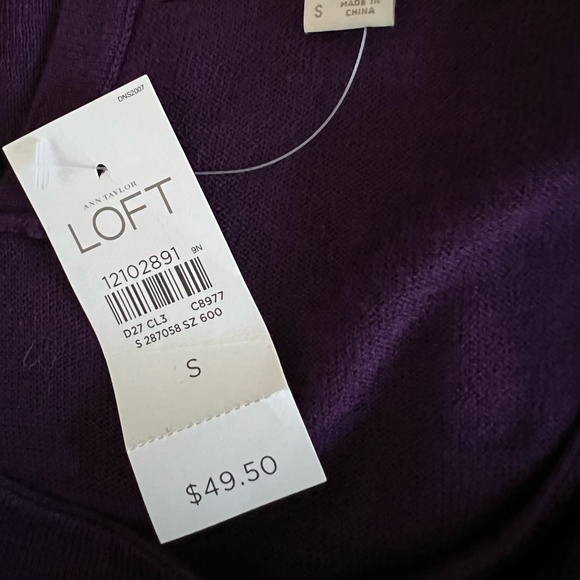 S
MADE IN
CHINA
DNS2007
ANN TAYLOR
LOFT
12102891 9N
D27 CL3 C8977
S 287058 SZ 600
S
$49.50